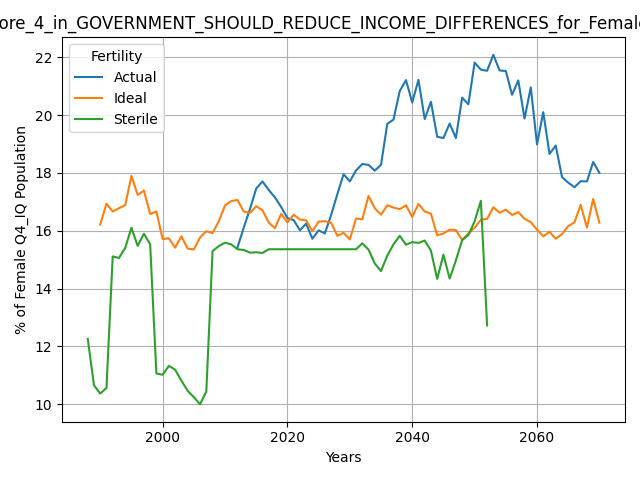 ore_4_in_GOVERNMENT_SHOULD_REDUCE_INCOME_DIFFERENCES_for_Female
Fertility
Actual
Ideal
Sterile
% of Female Q4_IQ Population
22
20
18
16
14
12
10
2000 2020 2040 2060
Years